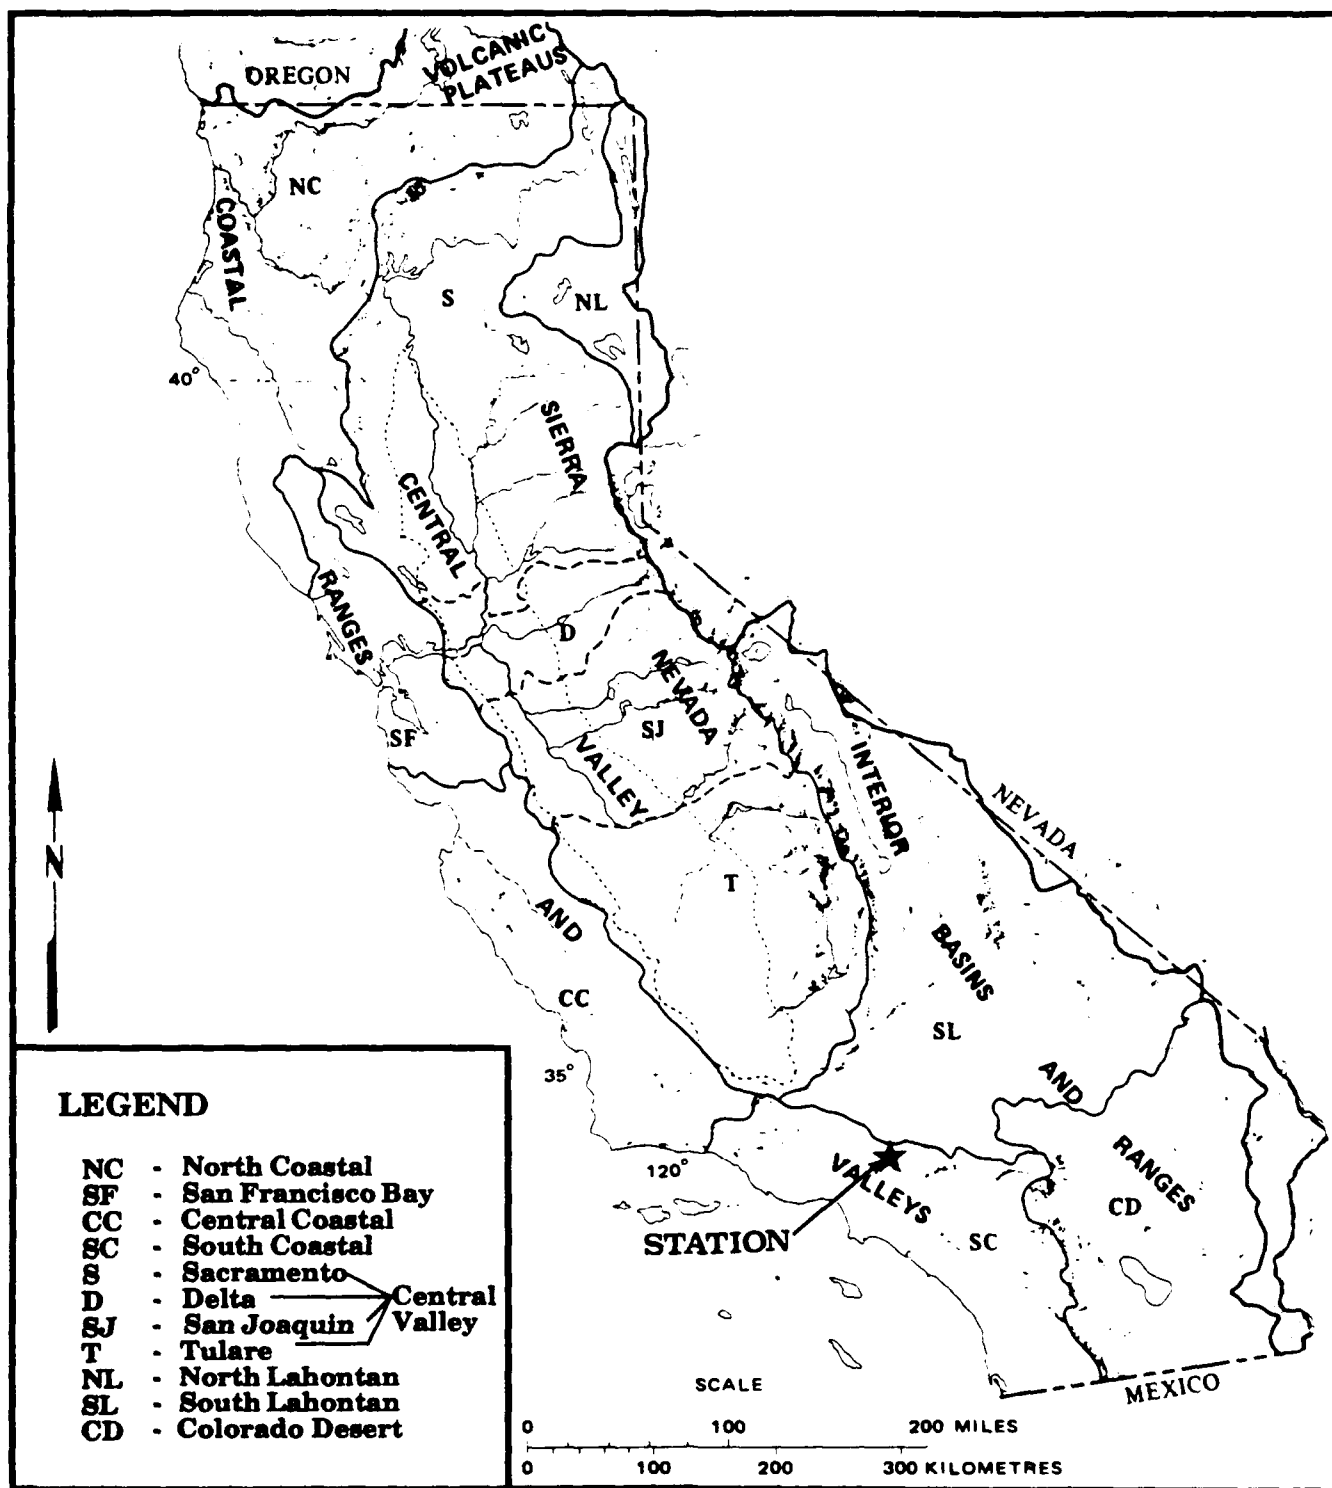 OREGON
VOLCANIC
PLATEAUS
NC
COASTAL
S
NL
40°
SIERRA
CENTRAL
RANGES
D
NEVADA
SJ
SF
VALLEY
INTERIOR
NEVADA
N
T
AND
BASINS
CC
SL
35°
AND
RANGES
120°
VALLEYS
CD
STATION
SC
MEXICO
LEGEND
NC - North Coastal
SF - San Francisco Bay
CC - Central Coastal
SC - South Coastal
S - Sacramento
D - Delta
SJ - San Joaquin
T - Tulare
Central
Valley
NL - North Lahontan
SL - South Lahontan
CD - Colorado Desert
SCALE
0 100 200 MILES
0 100 200 300 KILOMETRES